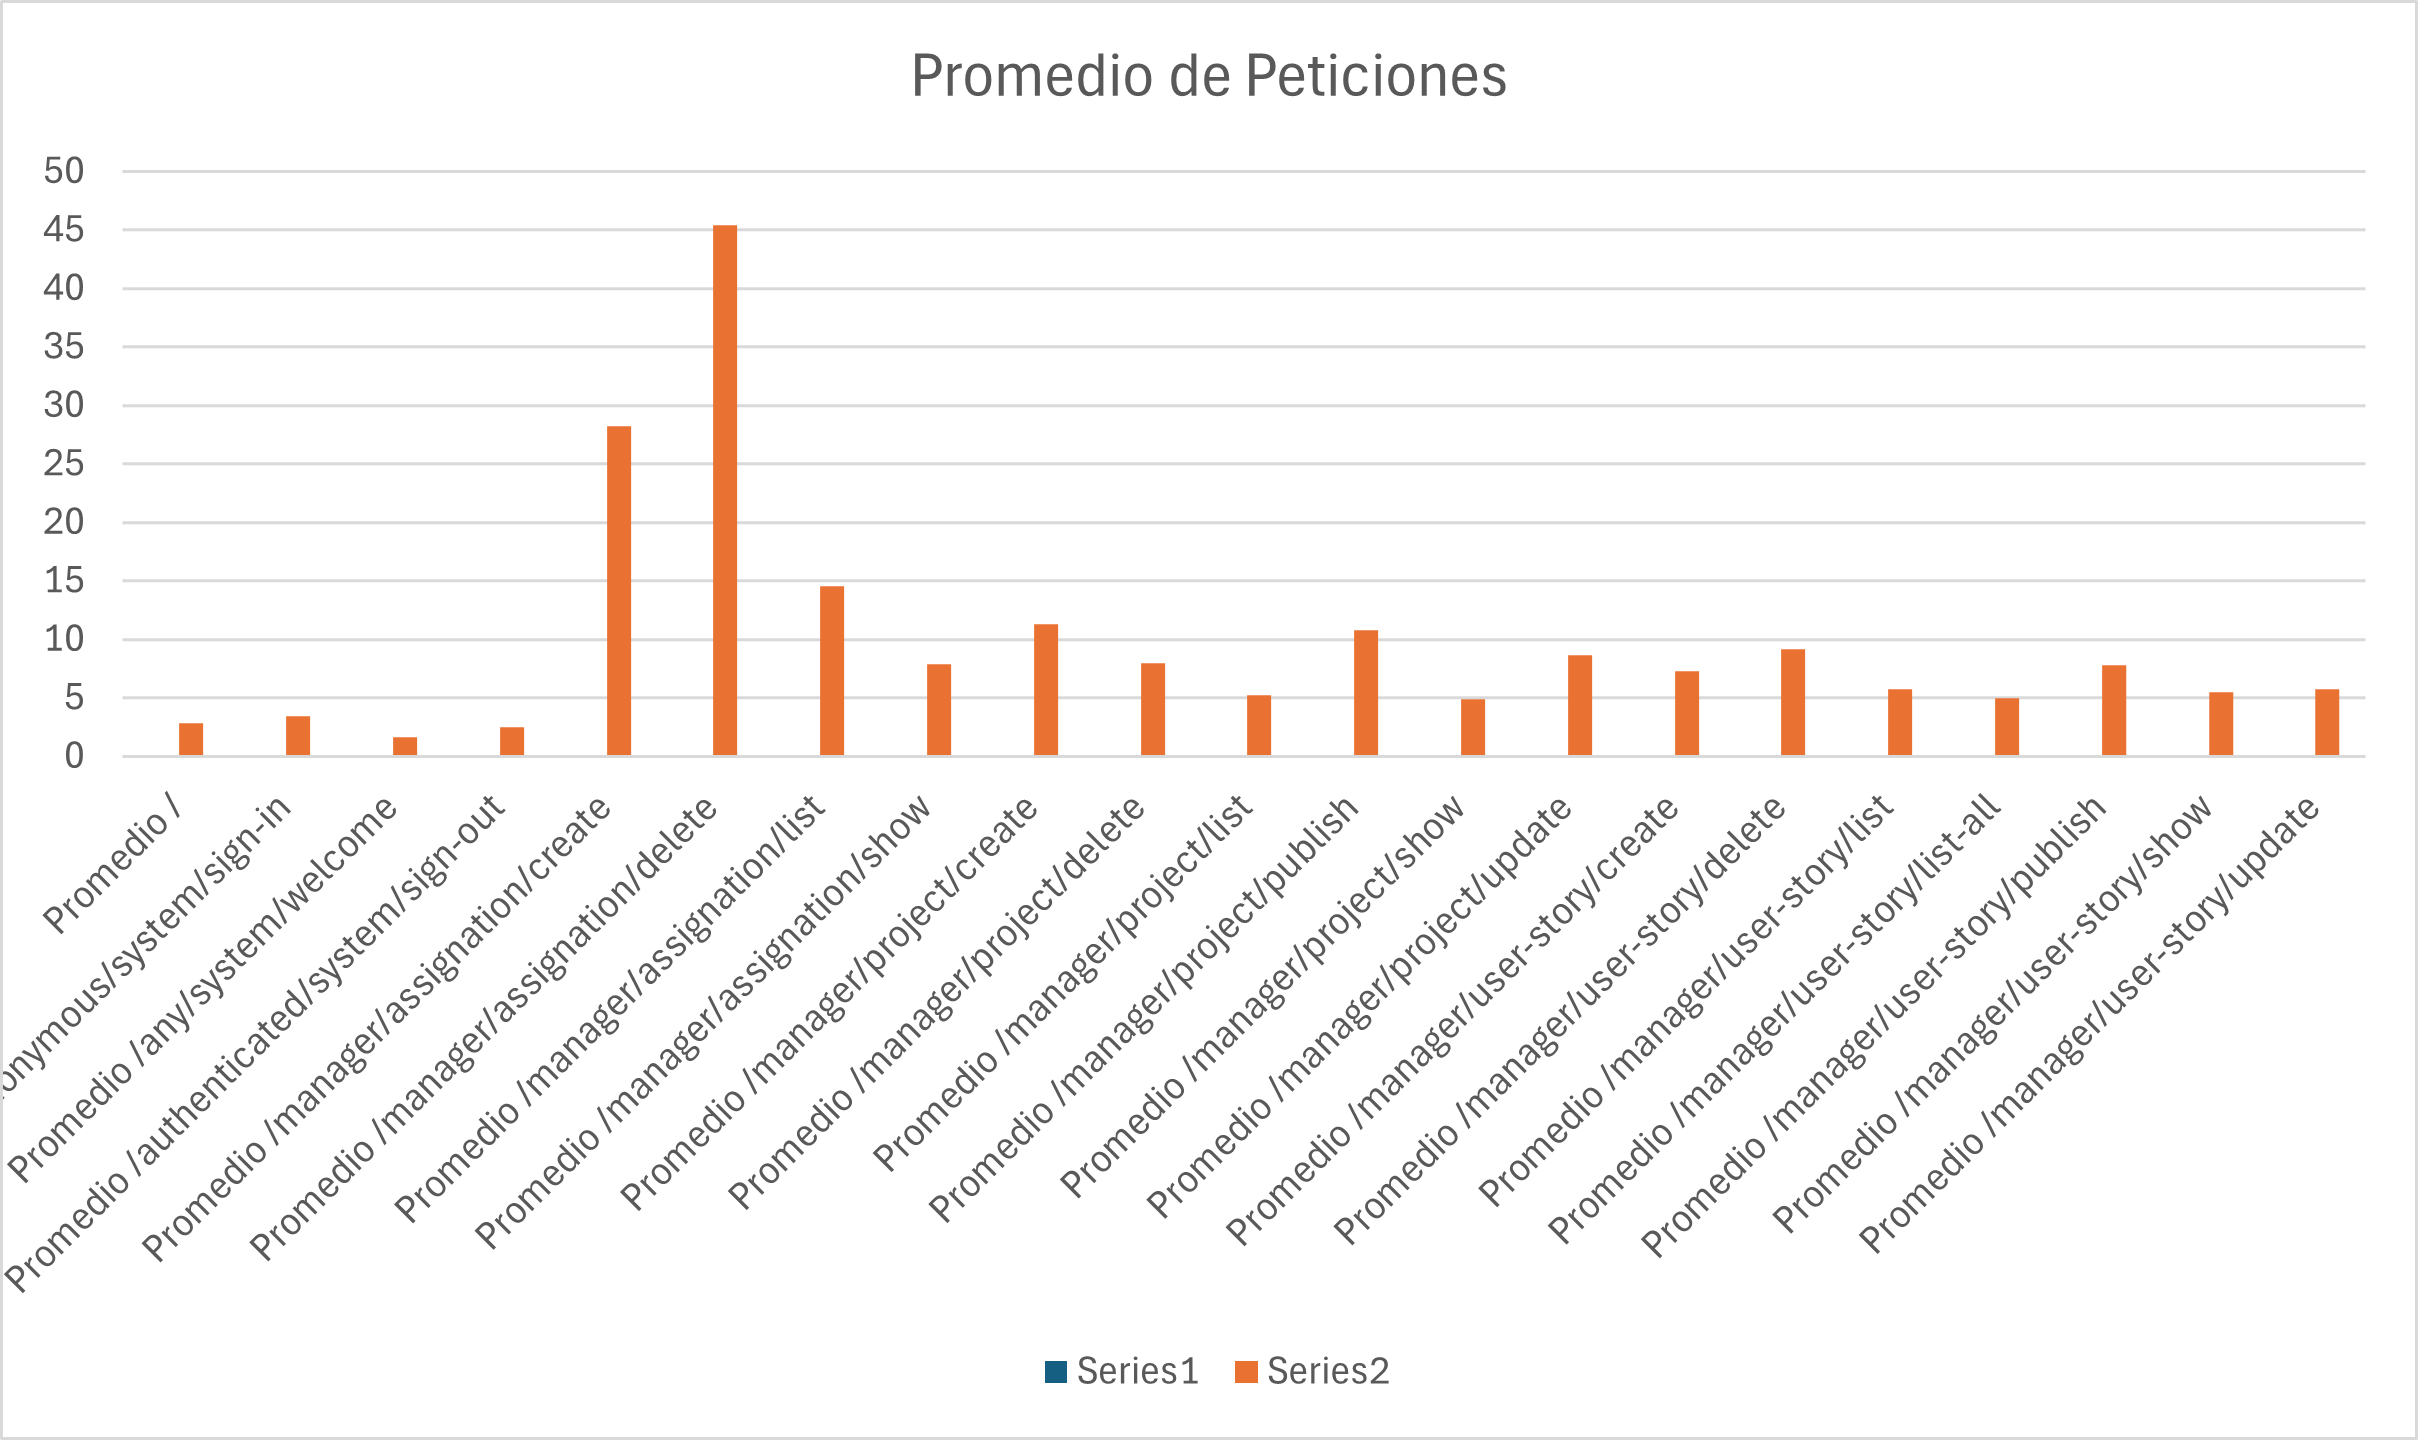 Promedio de Peticiones
50
45
40
35
30
25
20
15
10
5
0
Promedio /
onymous/system/sign-in
Promedio /any/system/welcome
Promedio /authenticated/system/sign-out
Promedio /manager/assignation/create
Promedio /manager/assignation/delete
Promedio /manager/assignation/list
Promedio /manager/assignation/show
Promedio /manager/project/create
Promedio /manager/project/delete
Promedio /manager/project/list
Promedio /manager/project/publish
Promedio /manager/project/show
Promedio /manager/project/update
Promedio /manager/user-story/create
Promedio /manager/user-story/delete
Promedio /manager/user-story/list
Promedio /manager/user-story/list-all
Promedio /manager/user-story/publish
Promedio /manager/user-story/show
Promedio /manager/user-story/update
Series1 Series2